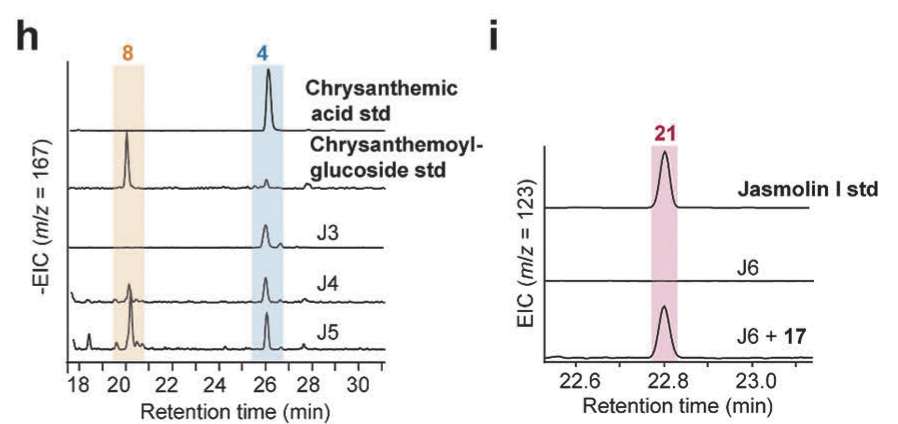 h
8
4
Chrysanthemic
acid std
Chrysanthemoyl-
glucoside std
J3
J4
J5
-EIC (m/z = 167)
18 20 22 24 26 28 30
Retention time (min)
i
21
Jasmolin I std
J6
J6 + 17
EIC (m/z = 123)
22.6 22.8 23.0
Retention time (min)